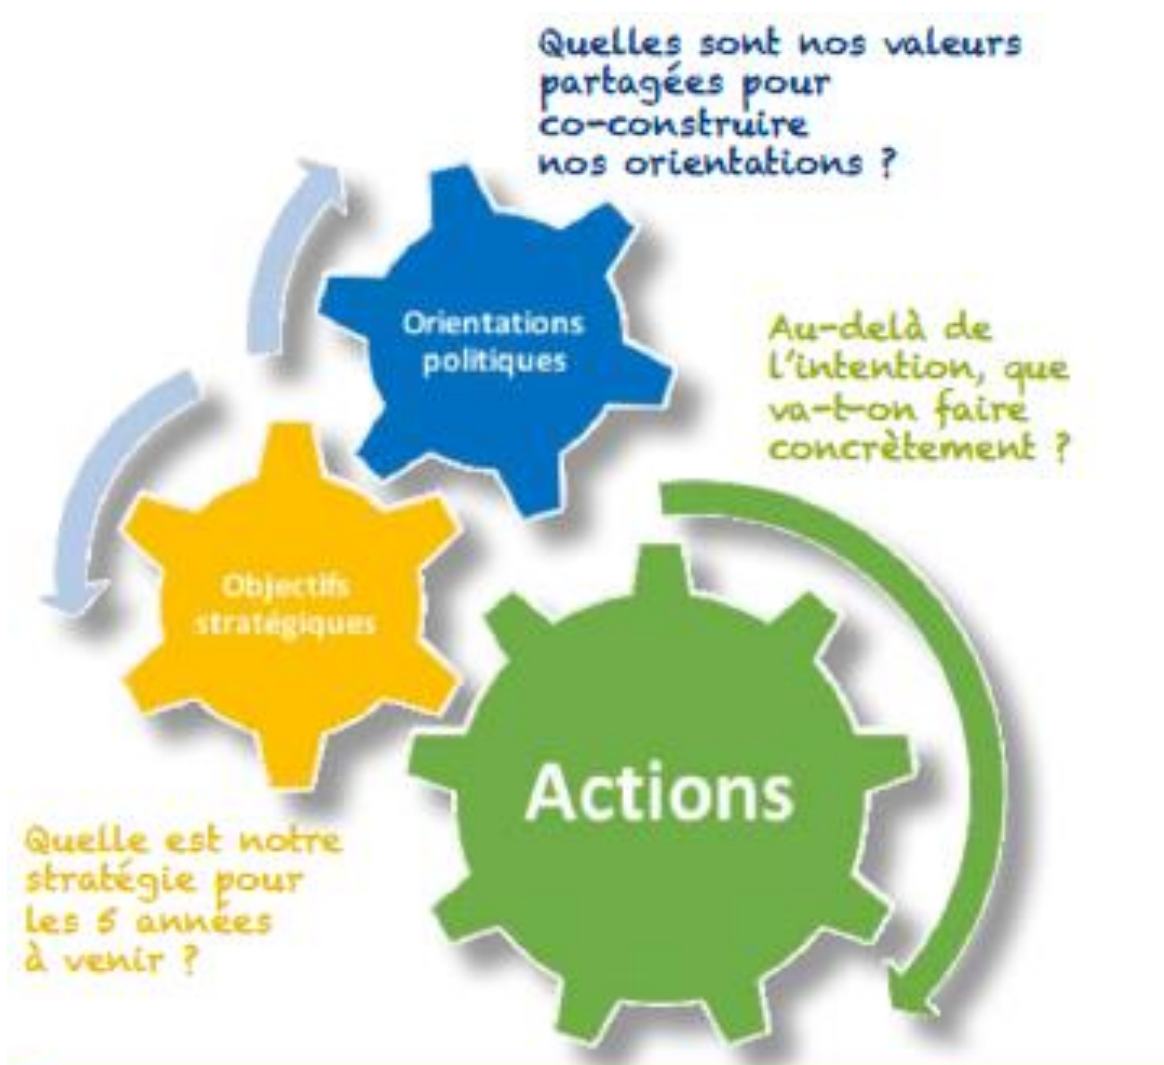 Quelles sont nos valeurs
partagées pour
co-construire
nos orientations ?
Orientations
politiques
Au-delà de
l'intention, que
va-t-on faire
concrètement ?
Objectifs
stratégiques
Actions
Quelle est notre
stratégie pour
les 5 années
à venir ?